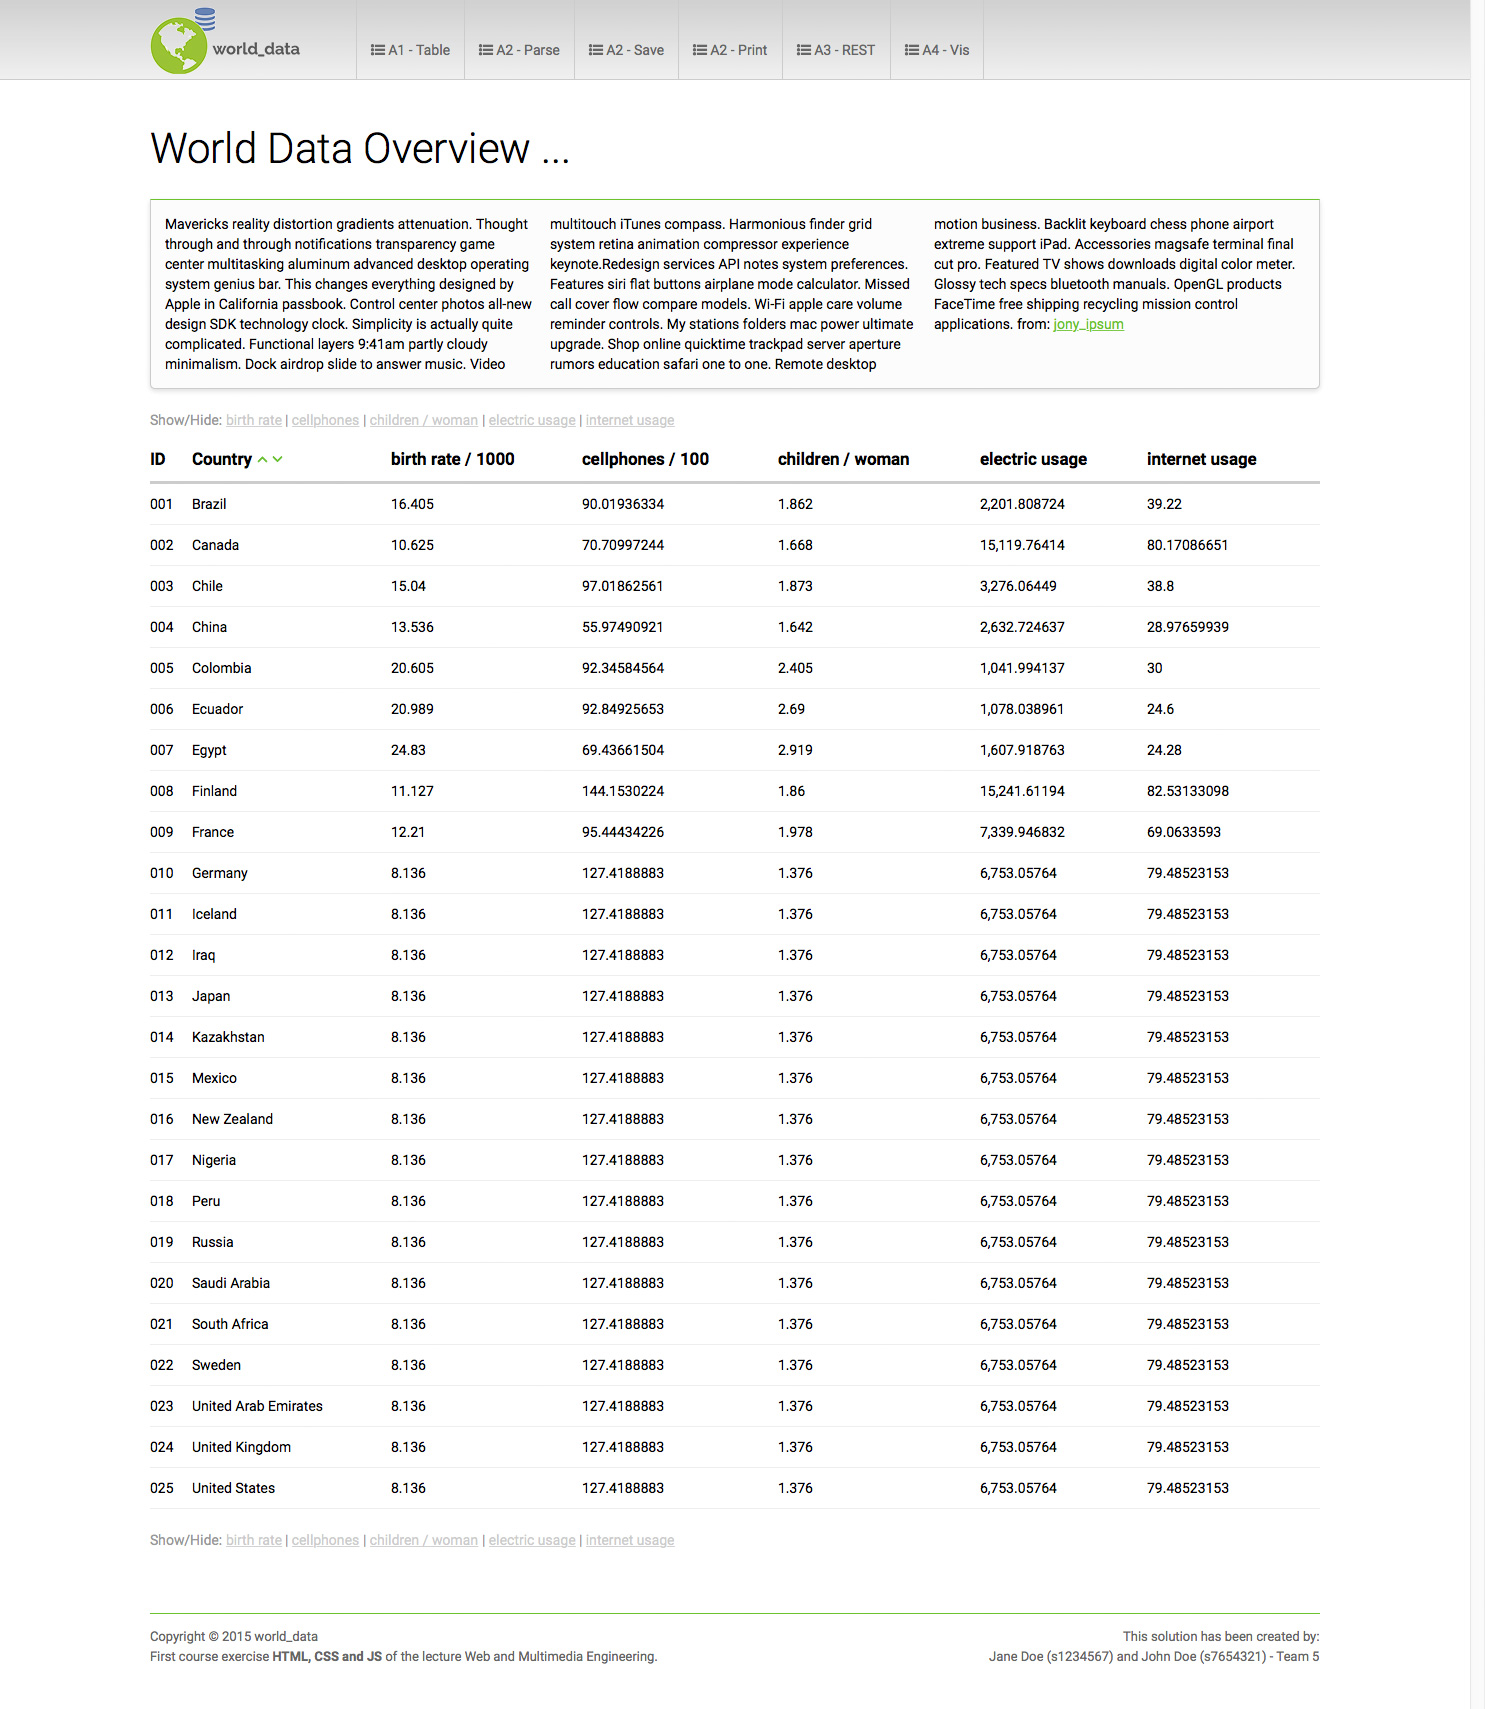 world_data
A1 - Table
A2 - Parse
A2 - Save
A2 - Print
A3 - REST
A4 - Vis
World Data Overview ...
Mavericks reality distortion gradients attenuation. Thought
through and through notifications transparency game
center multitasking aluminum advanced desktop operating
system genius bar. This changes everything designed by
Apple in California passbook. Control center photos all-new
design SDK technology clock. Simplicity is actually quite
complicated. Functional layers 9:41am partly cloudy
minimalism. Dock airdrop slide to answer music. Video
multitouch iTunes compass. Harmonious finder grid
system retina animation compressor experience
keynote.Redesign services API notes system preferences.
Features siri flat buttons airplane mode calculator. Missed
call cover flow compare models. Wi-Fi apple care volume
reminder controls. My stations folders mac power ultimate
upgrade. Shop online quicktime trackpad server aperture
rumors education safari one to one. Remote desktop
motion business. Backlit keyboard chess phone airport
extreme support iPad. Accessories magsafe terminal final
cut pro. Featured TV shows downloads digital color meter.
Glossy tech specs bluetooth manuals. OpenGL products
FaceTime free shipping recycling mission control
applications. from: jony_ipsum
Show/Hide: birth rate | cellphones | children / woman | electric usage | internet usage
ID Country birth rate / 1000 cellphones / 100 children / woman electric usage internet usage
001 Brazil 16.405 90.01936334 1.862 2,201.808724 39.22
002 Canada 10.625 70.70997244 1.668 15,119.76414 80.17086651
003 Chile 15.04 97.01862561 1.873 3,276.06449 38.8
004 China 13.536 55.97490921 1.642 2,632.724637 28.97659939
005 Colombia 20.605 92.34584564 2.405 1,041.994137 30
006 Ecuador 20.989 92.84925653 2.69 1,078.038961 24.6
007 Egypt 24.83 69.43661504 2.919 1,607.918763 24.28
008 Finland 11.127 144.1530224 1.86 15,241.61194 82.53133098
009 France 12.21 95.44434226 1.978 7,339.946832 69.0633593
010 Germany 8.136 127.4188883 1.376 6,753.05764 79.48523153
011 Iceland 8.136 127.4188883 1.376 6,753.05764 79.48523153
012 Iraq 8.136 127.4188883 1.376 6,753.05764 79.48523153
013 Japan 8.136 127.4188883 1.376 6,753.05764 79.48523153
014 Kazakhstan 8.136 127.4188883 1.376 6,753.05764 79.48523153
015 Mexico 8.136 127.4188883 1.376 6,753.05764 79.48523153
016 New Zealand 8.136 127.4188883 1.376 6,753.05764 79.48523153
017 Nigeria 8.136 127.4188883 1.376 6,753.05764 79.48523153
018 Peru 8.136 127.4188883 1.376 6,753.05764 79.48523153
019 Russia 8.136 127.4188883 1.376 6,753.05764 79.48523153
020 Saudi Arabia 8.136 127.4188883 1.376 6,753.05764 79.48523153
021 South Africa 8.136 127.4188883 1.376 6,753.05764 79.48523153
022 Sweden 8.136 127.4188883 1.376 6,753.05764 79.48523153
023 United Arab Emirates 8.136 127.4188883 1.376 6,753.05764 79.48523153
024 United Kingdom 8.136 127.4188883 1.376 6,753.05764 79.48523153
025 United States 8.136 127.4188883 1.376 6,753.05764 79.48523153
Show/Hide: birth rate | cellphones | children / woman | electric usage | internet usage
Copyright © 2015 world_data
First course exercise HTML, CSS and JS of the lecture Web and Multimedia Engineering.
This solution has been created by:
Jane Doe (s1234567) and John Doe (s7654321) - Team 5